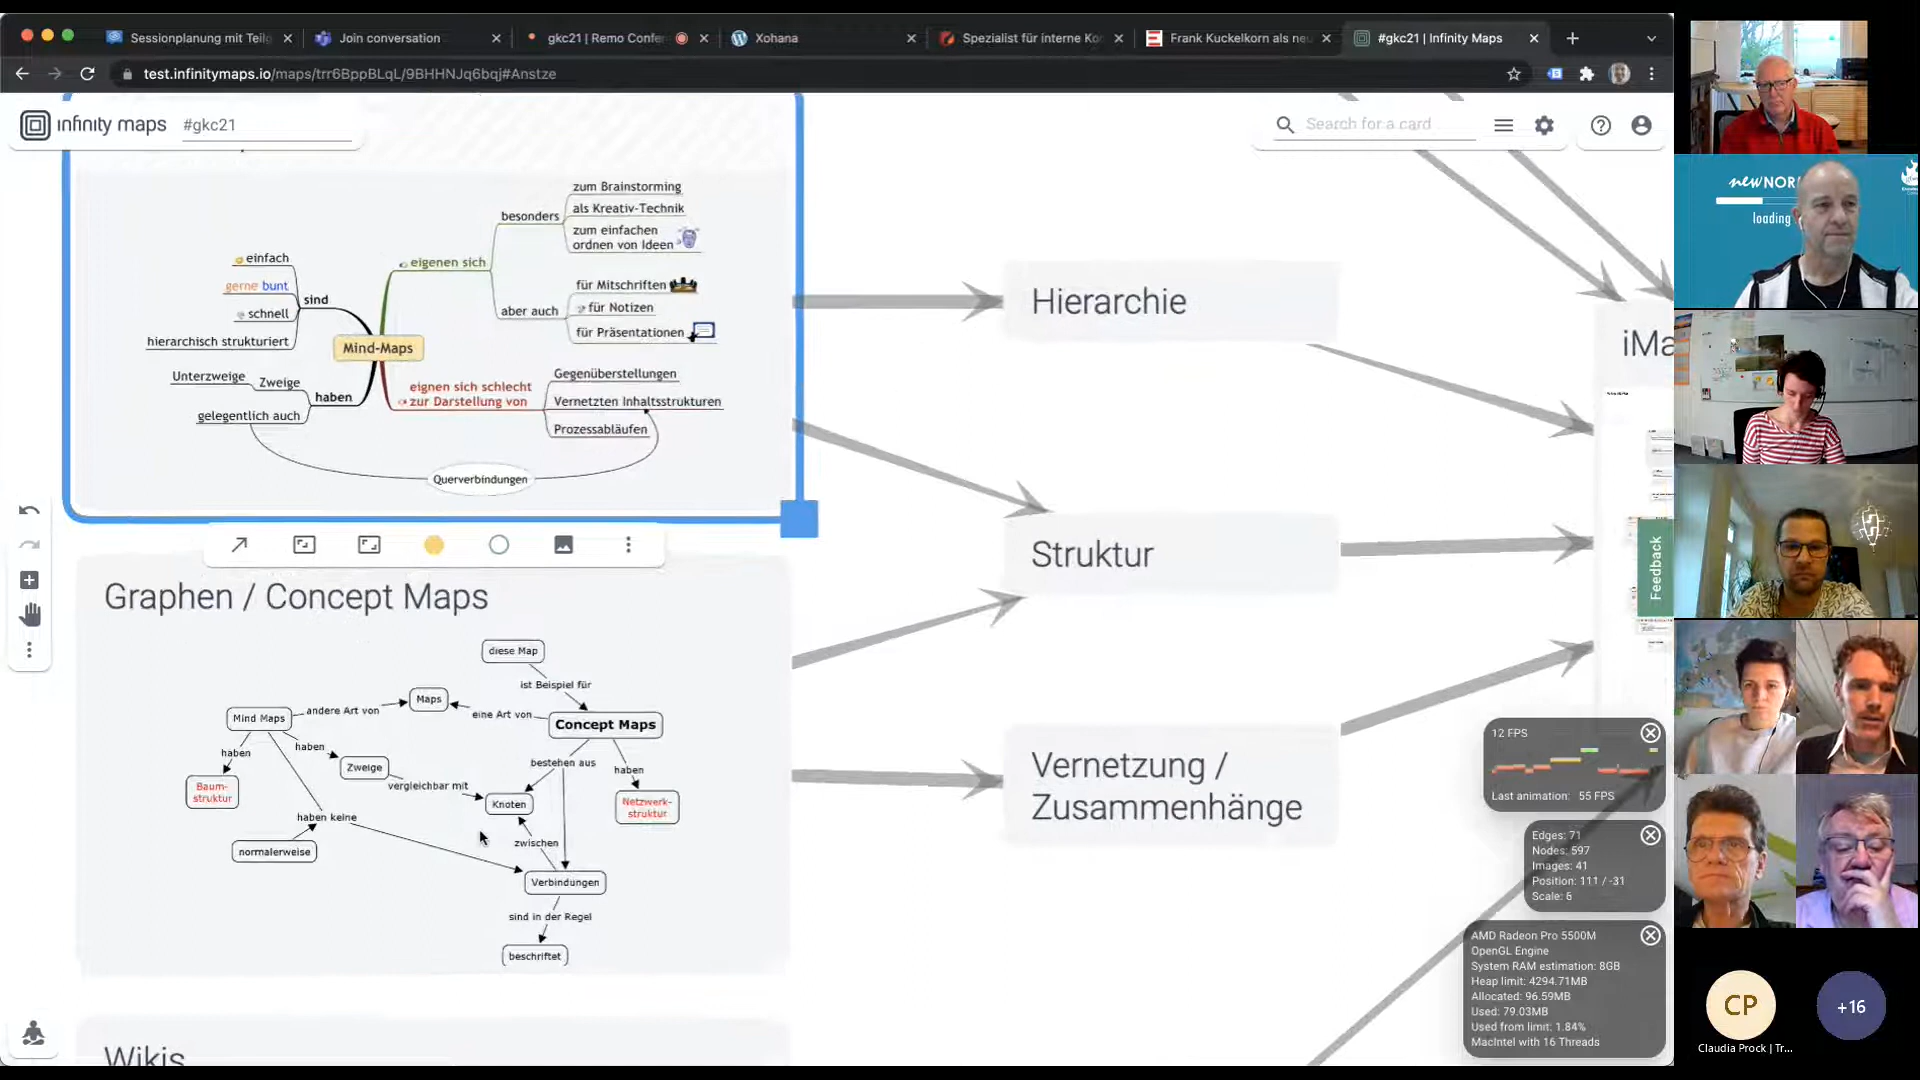 Sessionplanung mit Teilg
Join conversation
gkc21 | Remo Confe
Xohana
Spezialist für interne Ko
Frank Kuckelkorn als ne
#gkc21 | Infinity Maps
test.infinitymaps.io/maps/trr6BppBLqL/9BHHNJq6bqj#Anstze
infinity maps
#gkc21
Search for a card
zum Brainstorming
besonders
als Kreativ-Technik
zum einfachen
ordnen von Ideen
eigenen sich
für Mitschriften
aber auch
für Notizen
für Präsentationen
einfach
gerne bunt
sind
schnell
hierarchisch strukturiert
Mind-Maps
Unterzweige
Zweige
haben
gelegentlich auch
eignen sich schlecht
zur Darstellung von
Gegenüberstellungen
Vernetzten Inhaltsstrukturen
Prozessabläufen
Querverbindungen
Hierarchie
iMa
Struktur
Vernetzung /
Zusammenhänge
Feedback
Graphen / Concept Maps
diese Map
ist Beispiel für
Maps
andere Art von
Mind Maps
eine Art von
Concept Maps
haben
haben
Zweige
bestehen aus
haben
Baum-
struktur
vergleichbar mit
Knoten
Netzwerk-
struktur
haben keine
zwischen
normalerweise
Verbindungen
sind in der Regel
beschriftet
Wikis
12 FPS
Last animation: 55 FPS
Edges: 71
Nodes: 597
Images: 41
Position: 111 / -31
Scale: 6
AMD Radeon Pro 5500M
OpenGL Engine
System RAM estimation: 8GB
Heap limit: 4294.71MB
Allocated: 96.59MB
Used: 79.03MB
Used from limit: 1.84%
MacIntel with 16 Threads
newNOR
loading
CP
+16
Claudia Prock | Tr...